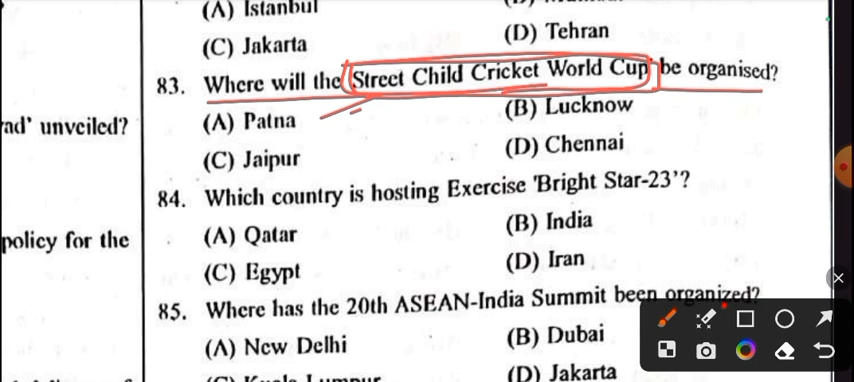 (A) Istanbul
(C) Jakarta
(D) Tehran
83. Where will the Street Child Cricket World Cup be organised?
(A) Patna
(B) Lucknow
(C) Jaipur
(D) Chennai
84. Which country is hosting Exercise 'Bright Star-23'?
(A) Qatar
(B) India
(C) Egypt
(D) Iran
85. Where has the 20th ASEAN-India Summit been organized?
(A) New Delhi
(B) Dubai
(D) Jakarta
unveiled?
policy for the